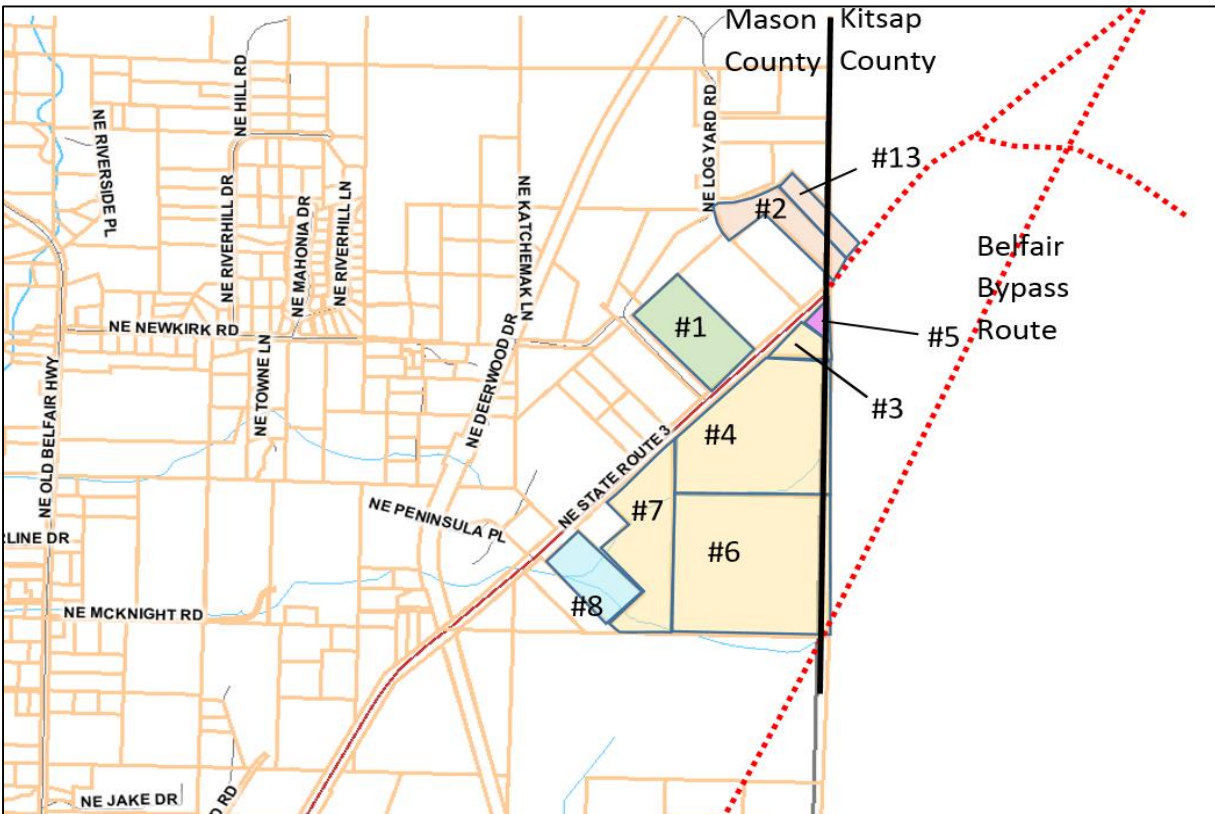 Mason
County
Kitsap
County
NE HILL RD
NE RIVERSIDE PL
NE LOG YARD RD
#13
NE RIVERHILL DR
NE MAHONIA DR
NE RIVERHILL LN
NE KATCHEMAK LN
#2
Belfair
Bypass
Route
NE NEWKIRK RD
#1
#5
NE TOWNE LN
NE OLD BELFAIR HWY
NE DEERWOOD DR
#3
#4
NE STATE ROUTE 3
NE PENINSULA PL
#7
RLINE DR
#6
#8
NE MCKNIGHT RD
NE JAKE DR
D RD